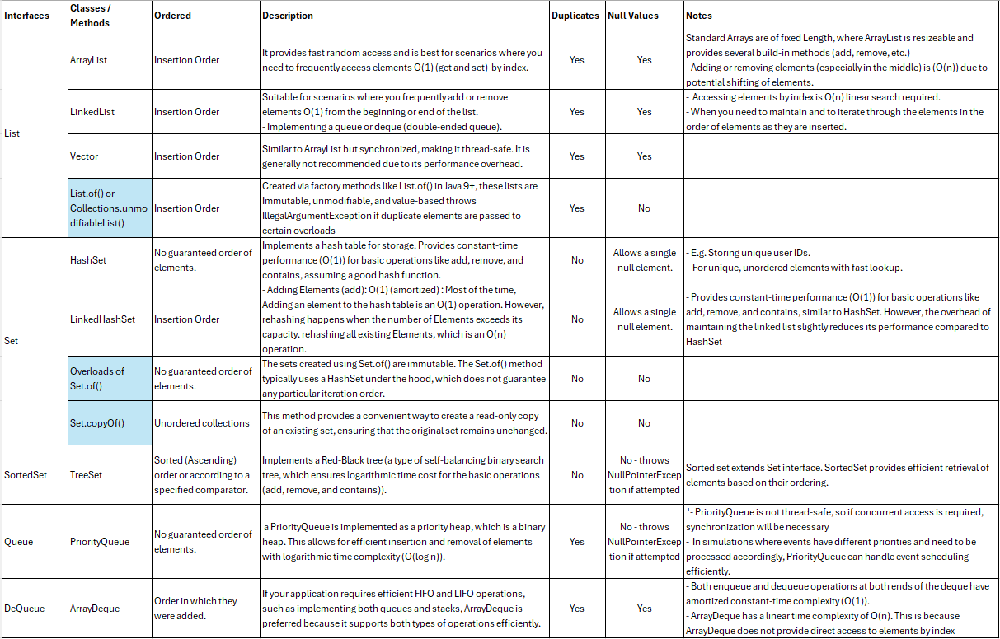 Interfaces
Classes /
Methods
Ordered
Description
Duplicates
Null Values
Notes
List
ArrayList
Insertion Order
It provides fast random access and is best for scenarios where you
need to frequently access elements O(1) (get and set) by index.
Yes
Yes
Standard Arrays are of fixed Length, where ArrayList is resizeable and
provides several build-in methods (add, remove, etc.)
- Adding or removing elements (especially in the middle) is (O(n)) due to
potential shifting of elements.
LinkedList
Insertion Order
Suitable for scenarios where you frequently add or remove
elements O(1) from the beginning or end of the list.
- Implementing a queue or deque (double-ended queue).
Yes
Yes
- Accessing elements by index is O(n) linear search required.
- When you need to maintain and to iterate through the elements in the
order of elements as they are inserted.
Vector
Insertion Order
Similar to ArrayList but synchronized, making it thread-safe. It is
generally not recommended due to its performance overhead.
Yes
Yes
List.of() or
Collections.unmo
difiableList()
Insertion Order
Created via factory methods like List.of() in Java 9+, these lists are
Immutable, unmodifiable, and value-based throws
IllegalArgumentException if duplicate elements are passed to
certain overloads
Yes
No
Set
HashSet
No guaranteed order of
elements.
Implements a hash table for storage. Provides constant-time
performance (O(1)) for basic operations like add, remove, and
contains, assuming a good hash function.
No
Allows a single
null element.
- E.g. Storing unique user IDs.
- For unique, unordered elements with fast lookup.
LinkedHashSet
Insertion Order
- Adding Elements (add): O(1) (amortized) : Most of the time,
Adding an element to the hash table is an O(1) operation. However,
rehashing happens when the number of Elements exceeds its
capacity. rehashing all existing Elements, which is an O(n)
operation.
No
Allows a single
null element.
- Provides constant-time performance (O(1)) for basic operations like
add, remove, and contains, similar to HashSet. However, the overhead of
maintaining the linked list slightly reduces its performance compared to
HashSet
Overloads of
Set.of()
No guaranteed order of
elements.
The sets created using Set.of() are immutable. The Set.of() method
typically uses a HashSet under the hood, which does not guarantee
any particular iteration order.
No
No
Set.copyOf()
Unordered collections
This method provides a convenient way to create a read-only copy
of an existing set, ensuring that the original set remains unchanged.
No
No
SortedSet
TreeSet
Sorted (Ascending)
order or according to a
specified comparator.
Implements a Red-Black tree (a type of self-balancing binary search
tree, which ensures logarithmic time cost for the basic operations
(add, remove, and contains)).
No
No - throws
NullPointerExcep
tion if attempted
Sorted set extends Set interface. SortedSet provides efficient retrieval of
elements based on their ordering.
Queue
PriorityQueue
No guaranteed order of
elements.
a PriorityQueue is implemented as a priority heap, which is a binary
heap. This allows for efficient insertion and removal of elements
with logarithmic time complexity (O(log n)).
Yes
No - throws
NullPointerExcep
tion if attempted
'- PriorityQueue is not thread-safe, so if concurrent access is required,
synchronization will be necessary
- In simulations where events have different priorities and need to be
processed accordingly, PriorityQueue can handle event scheduling
efficiently.
DeQueue
ArrayDeque
Order in which they
were added.
If your application requires efficient FIFO and LIFO operations,
such as implementing both queues and stacks, ArrayDeque is
preferred because it supports both types of operations efficiently.
Yes
Yes
- Both enqueue and dequeue operations at both ends of the deque have
amortized constant-time complexity (O(1)).
- ArrayDeque has a linear time complexity of O(n). This is because
ArrayDeque does not provide direct access to elements by index